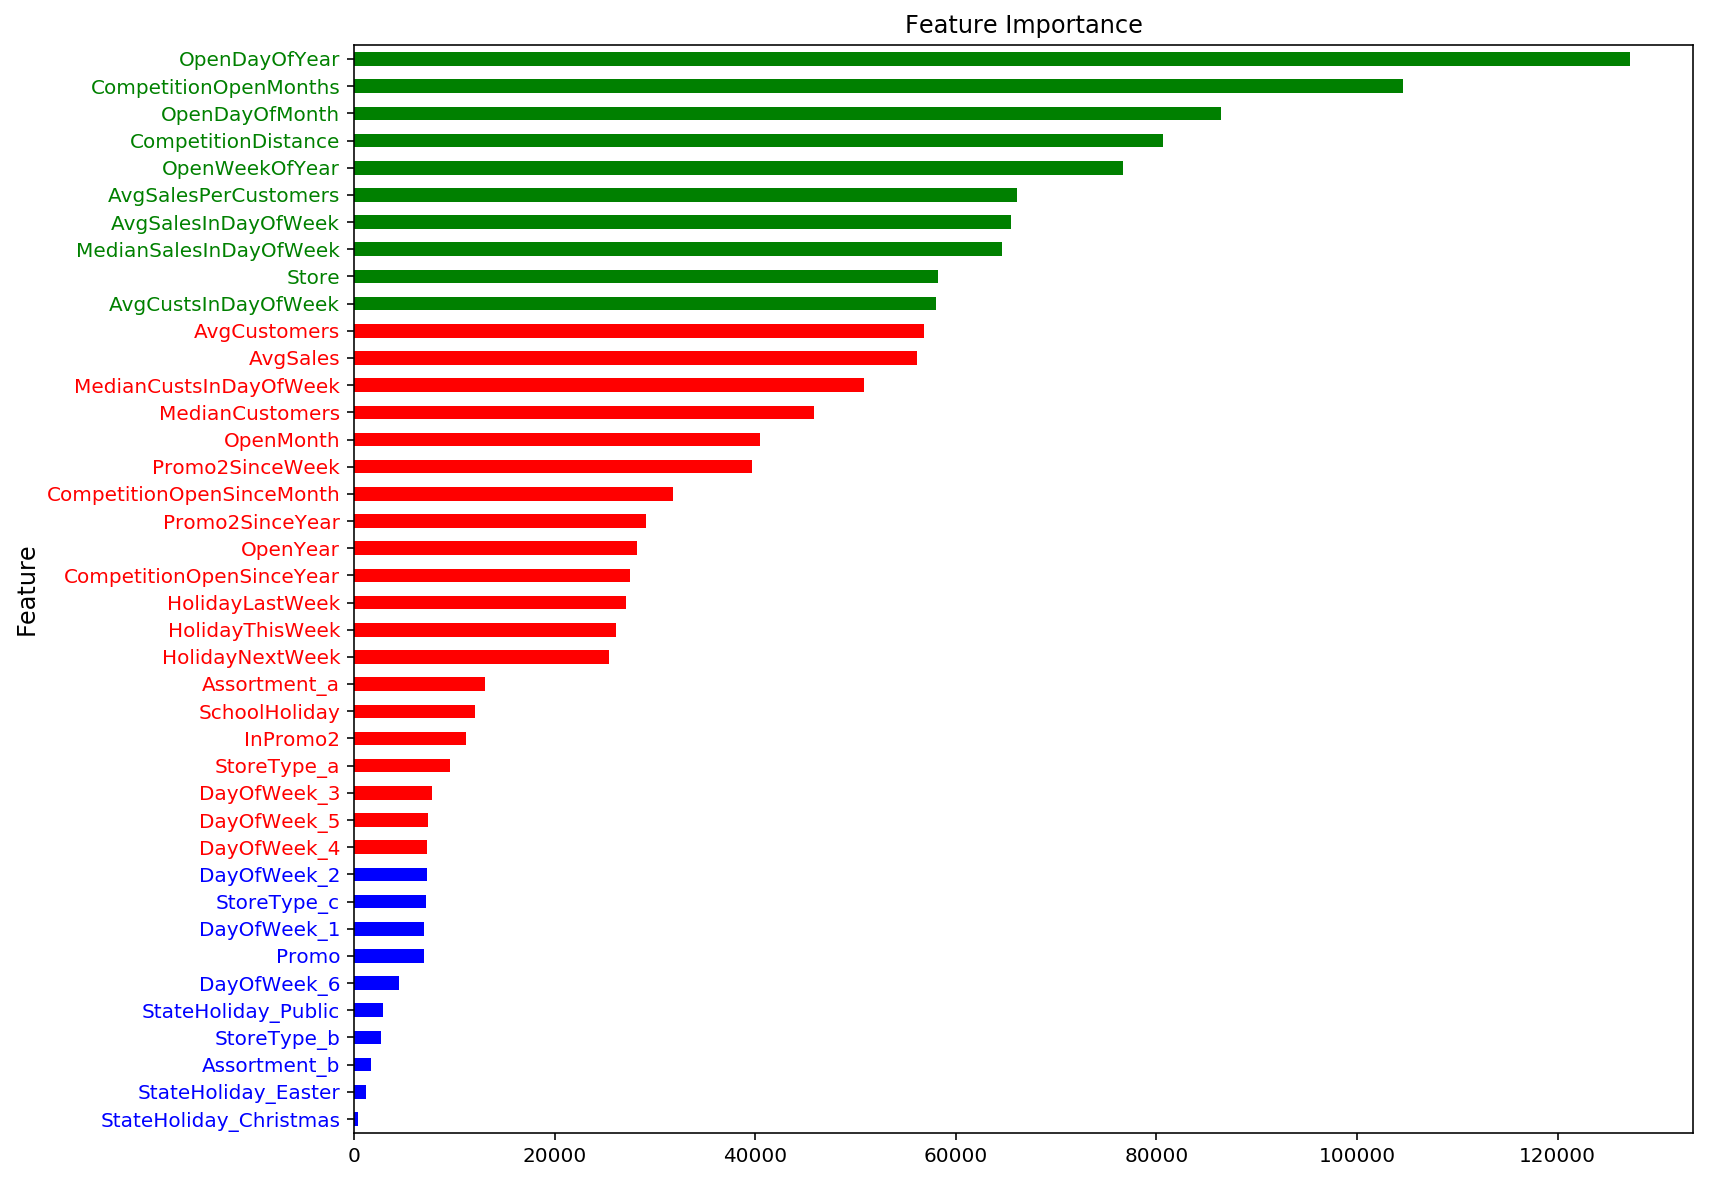 Feature Importance
OpenDayOfYear
CompetitionOpenMonths
OpenDayOfMonth
CompetitionDistance
OpenWeekOfYear
AvgSalesPerCustomers
AvgSalesInDayOfWeek
MedianSalesInDayOfWeek
Store
AvgCustsInDayOfWeek
AvgCustomers
AvgSales
MedianCustsInDayOfWeek
MedianCustomers
OpenMonth
Promo2SinceWeek
CompetitionOpenSinceMonth
Promo2SinceYear
OpenYear
CompetitionOpenSinceYear
HolidayLastWeek
HolidayThisWeek
HolidayNextWeek
Assortment_a
SchoolHoliday
InPromo2
StoreType_a
DayOfWeek_3
DayOfWeek_5
DayOfWeek_4
DayOfWeek_2
StoreType_c
DayOfWeek_1
Promo
DayOfWeek_6
StateHoliday_Public
StoreType_b
Assortment_b
StateHoliday_Easter
StateHoliday_Christmas
Feature
0 20000 40000 60000 80000 100000 120000